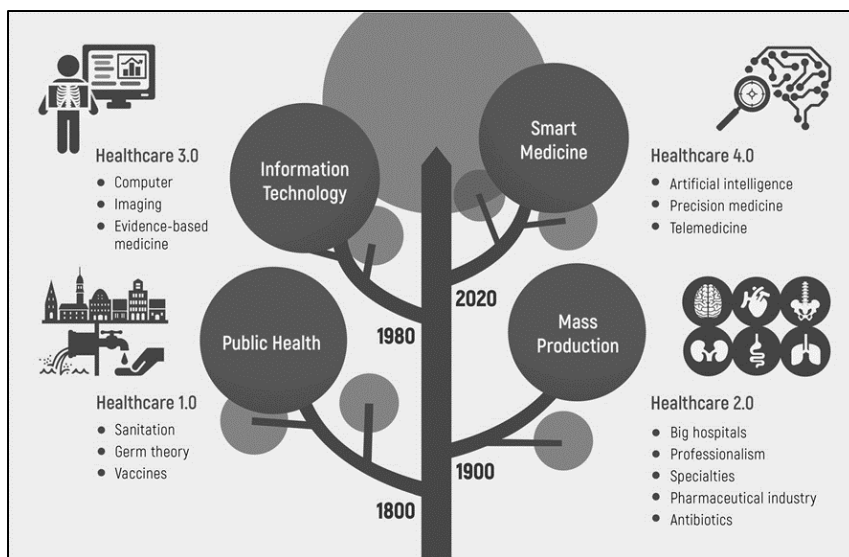 Healthcare 3.0
Computer
Imaging
Evidence-based
medicine
Information
Technology
Smart
Medicine
Healthcare 4.0
Artificial intelligence
Precision medicine
Telemedicine
1980
2020
Public Health
Mass
Production
Healthcare 1.0
Sanitation
Germ theory
Vaccines
1800
1900
Healthcare 2.0
Big hospitals
Professionalism
Specialties
Pharmaceutical industry
Antibiotics